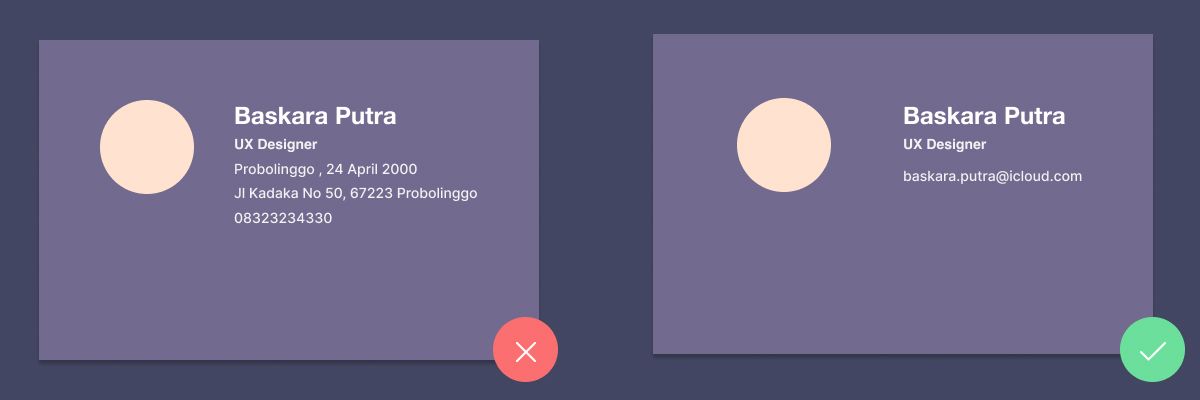 Baskara Putra
UX Designer
Probolinggo , 24 April 2000
Jl Kadaka No 50, 67223 Probolinggo
08323234330
Baskara Putra
UX Designer
baskara.putra@icloud.com